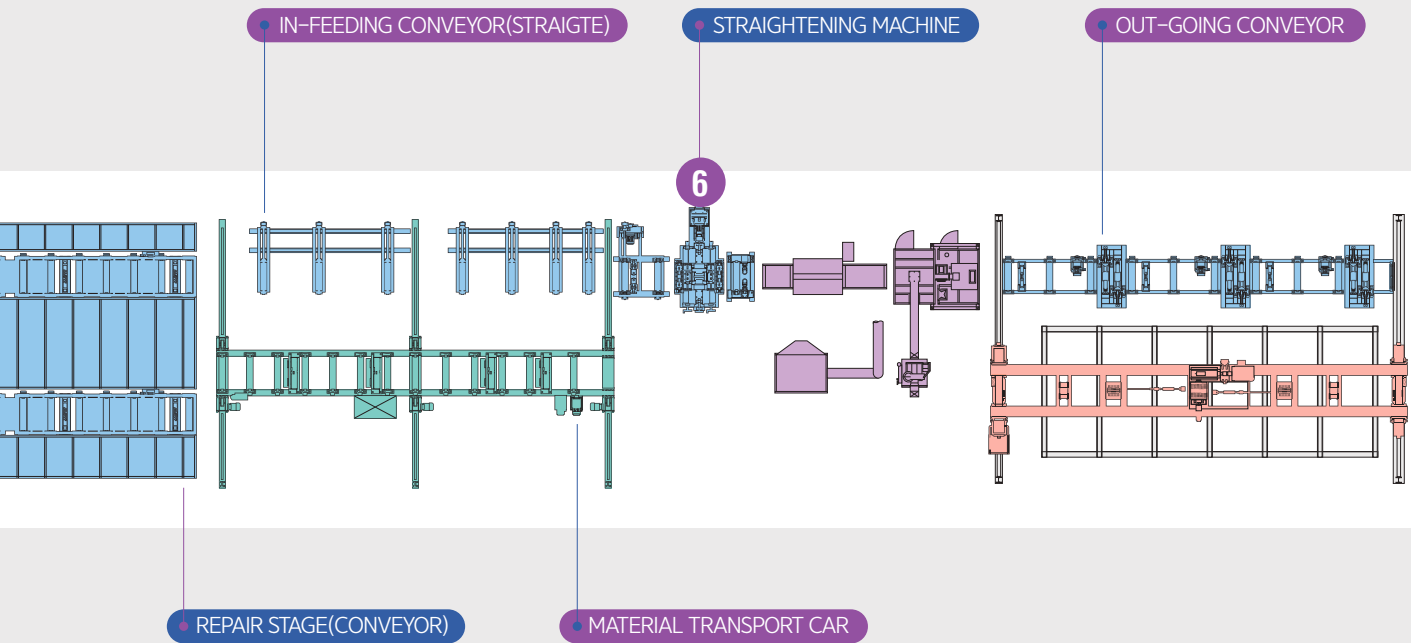 IN-FEEDING CONVEYOR(STRAIGTE)
STRAIGHTENING MACHINE
OUT-GOING CONVEYOR
6
REPAIR STAGE(CONVEYOR)
MATERIAL TRANSPORT CAR